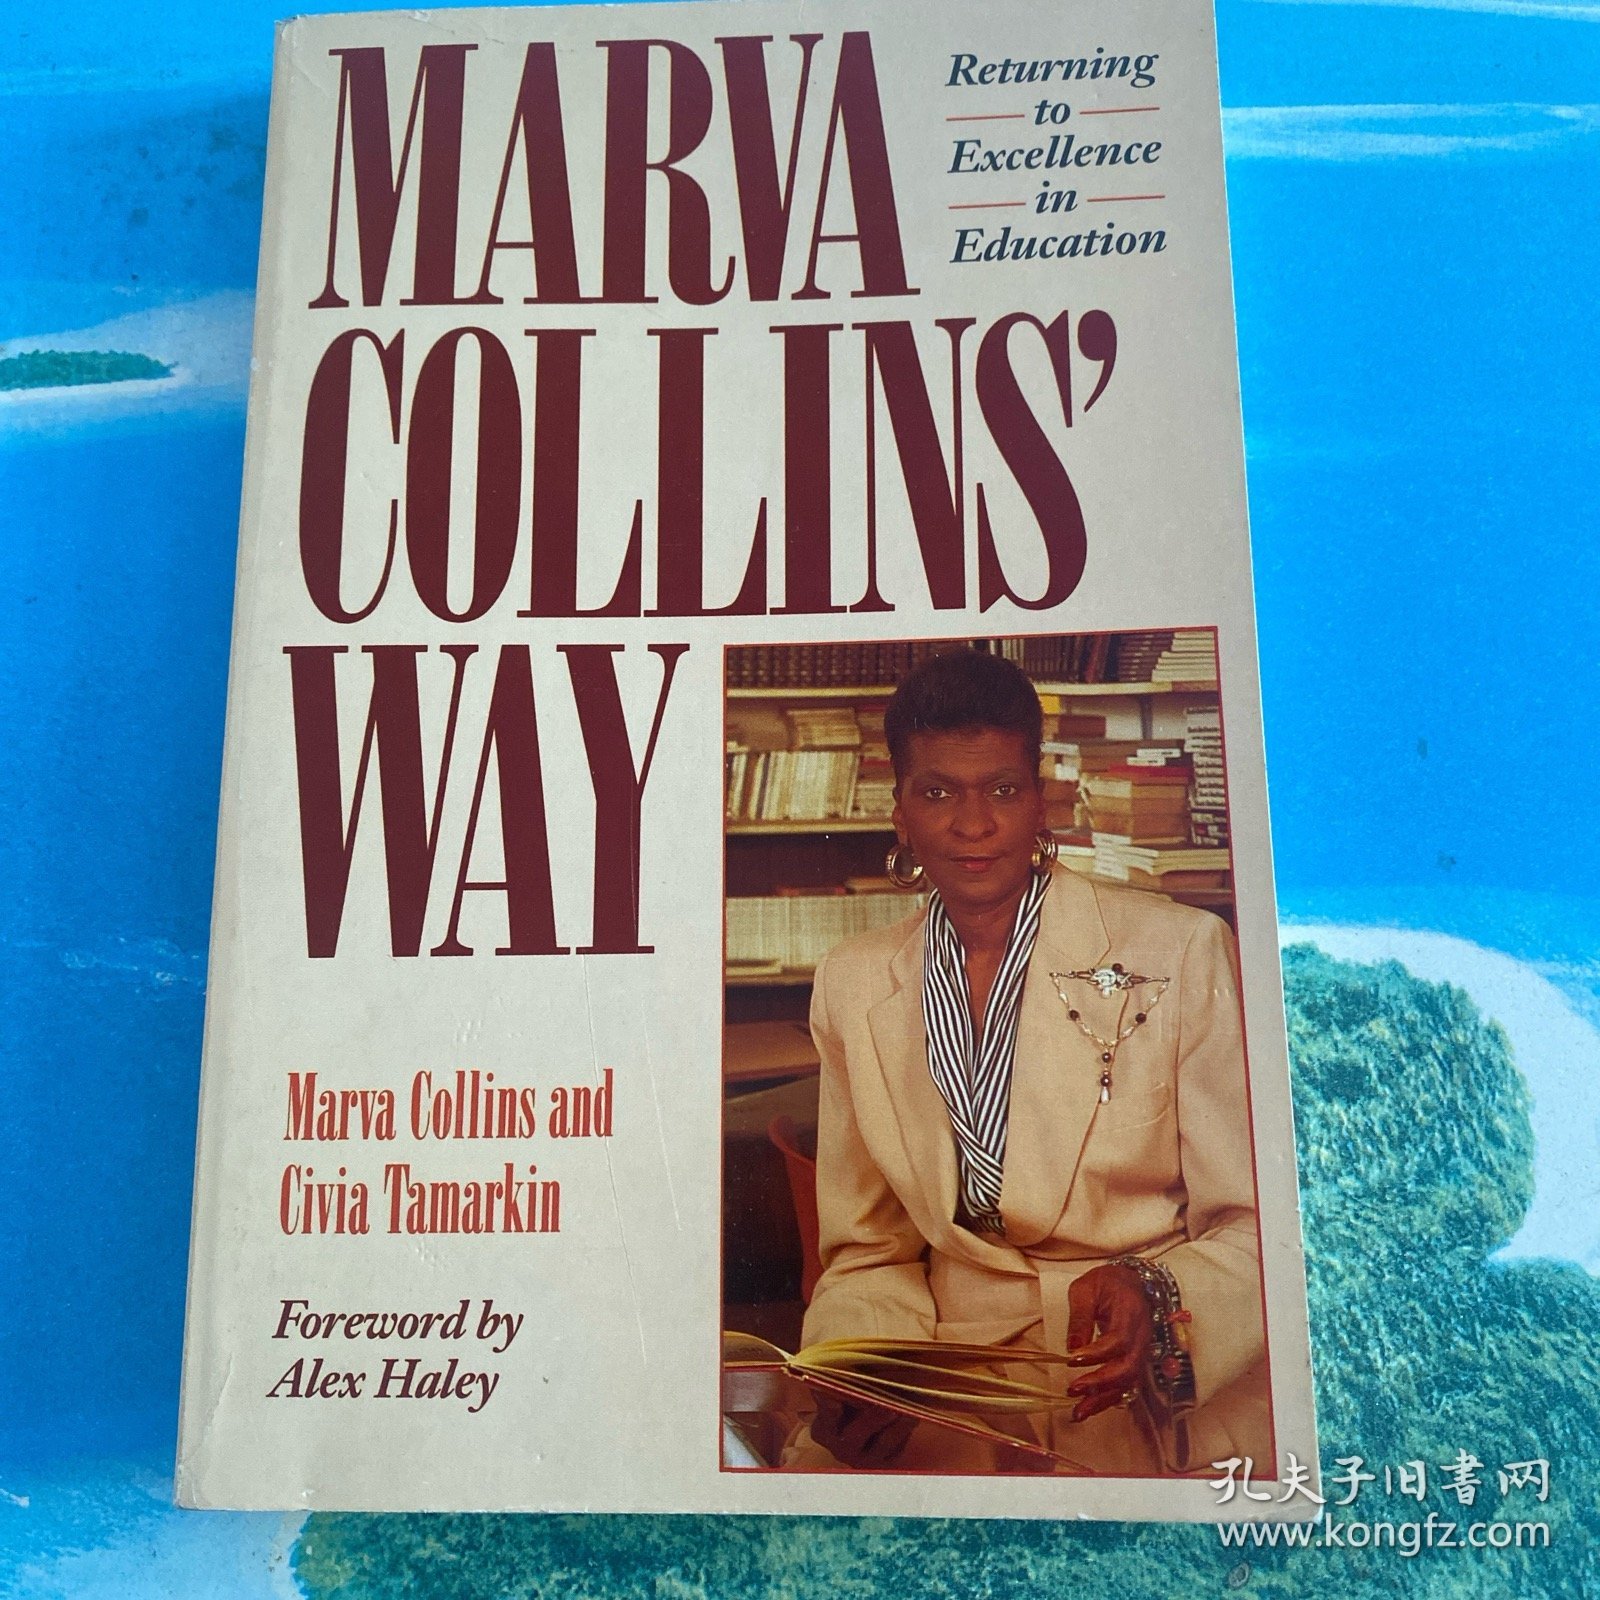 MARVA
COLLINS'
WAY
Returning
to
Excellence
in
Education
Marva Collins and
Civia Tamarkin
Foreword by
Alex Haley
孔夫子旧书网
www.kongfz.com